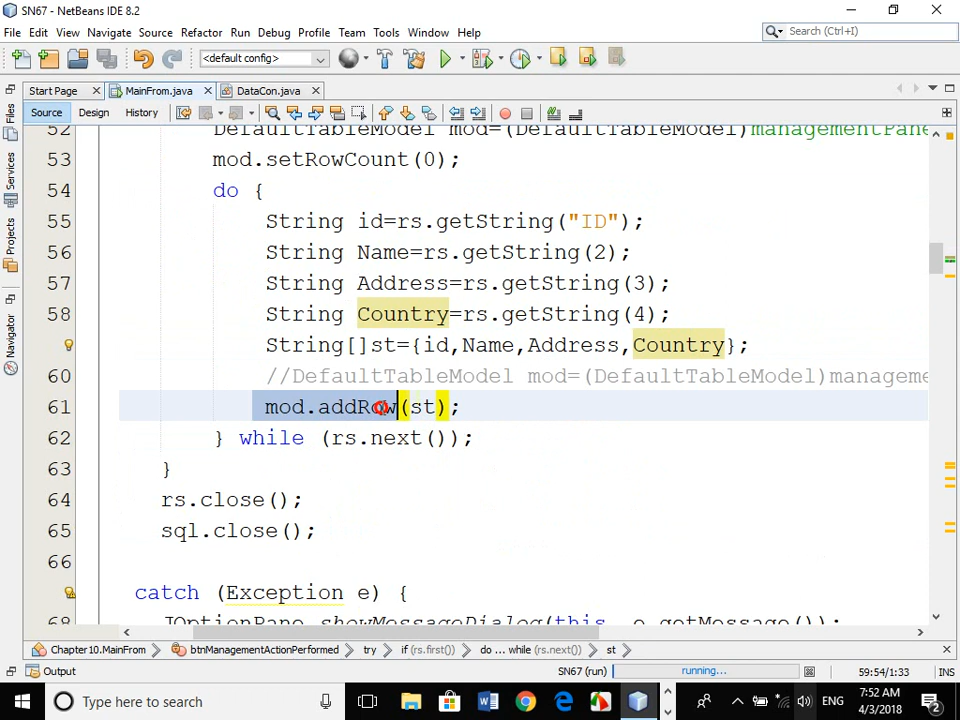 SN67 - NetBeans IDE 8.2
File Edit View Navigate Source Refactor Run Debug Profile Team Tools Window Help
Search (Ctrl+I)
<default config>
Start Page MainFrom.java DataCon.java
Source Design History
Files
Services
Projects
Navigator
52 DefaultTableModel mod=(DefaultTableModel)managementPane
53 mod.setRowCount(0);
54 do {
55 String id=rs.getString("ID");
56 String Name=rs.getString(2);
57 String Address=rs.getString(3);
58 String Country=rs.getString(4);
String[]st={id,Name,Address,Country};
60 //DefaultTableModel mod=(DefaultTableModel)manageme
61 mod.addRow(st);
62 } while (rs.next());
63 }
64 rs.close();
65 sql.close();
66
catch (Exception e) {
68 JOptionPane.showMessageDialog(this, e.getMessage());
Chapter10.MainFrom btnManagementActionPerformed try if (rs.first()) do ... while (rs.next()) st
Output SN67 (run) running... 59:54/1:33 INS
Type here to search ENG 7:52 AM
4/3/2018 2